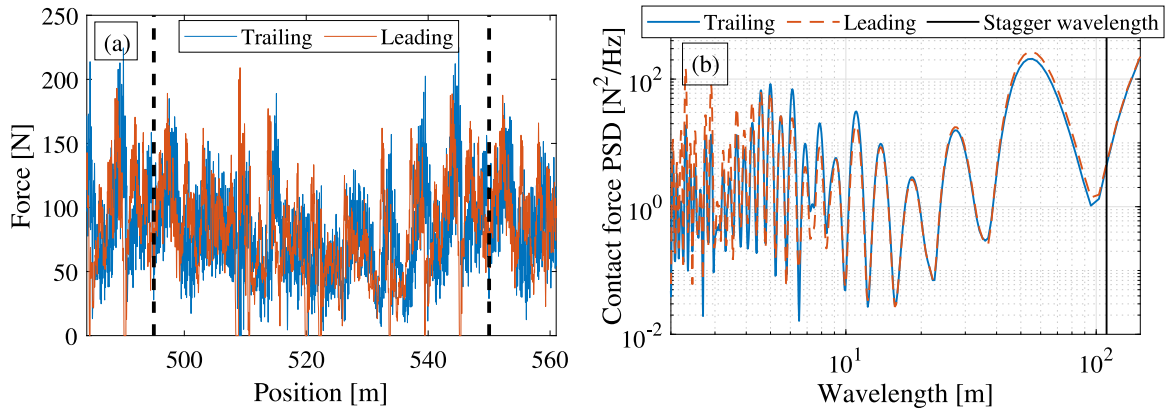 (a)
Trailing
Leading
Force [N]
250
200
150
100
50
0
500
520
540
560
Position [m]
Trailing
Leading
Stagger wavelength
(b)
Contact force PSD [N²/Hz]
10²
10⁰
10⁻²
10¹
10²
Wavelength [m]